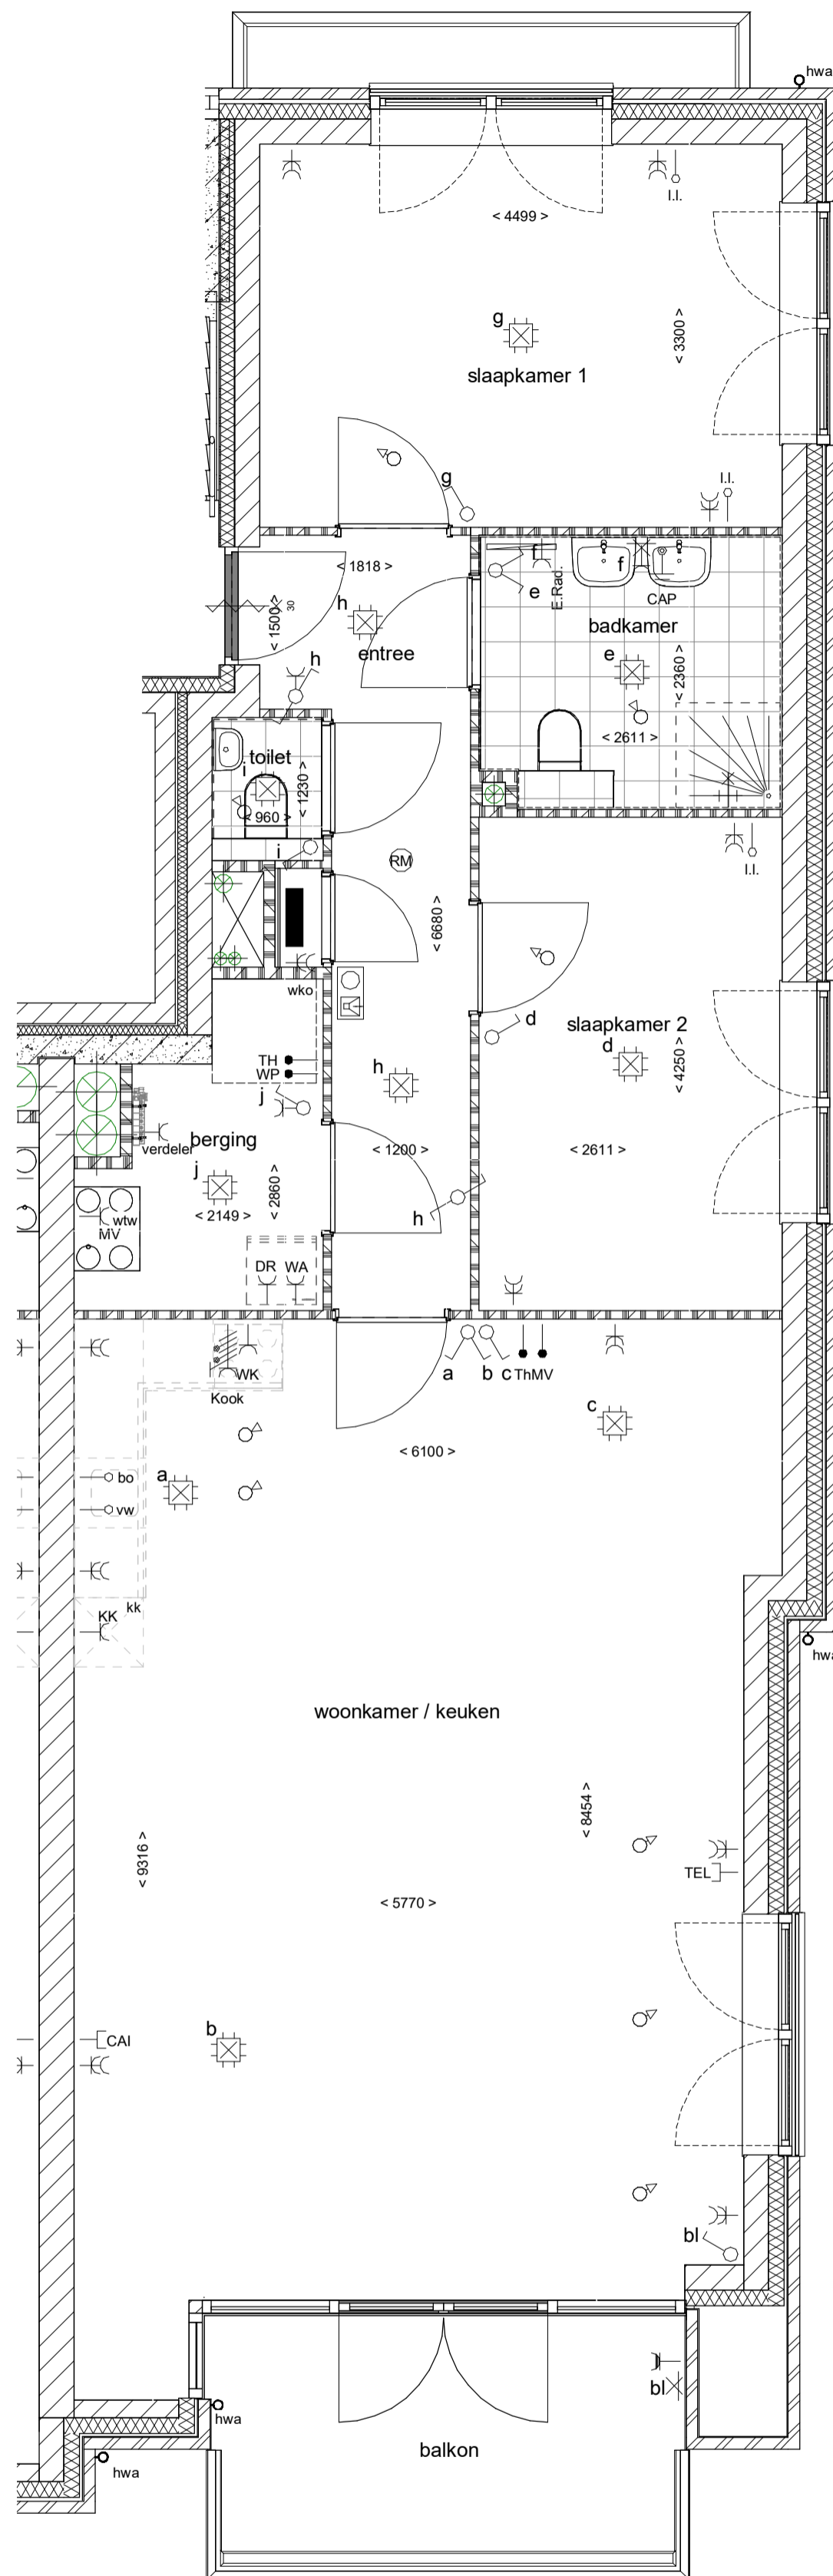 hwa
l.l.
< 4499 >
g
< 3300 >
slaapkamer 1
g
l.l.
< 1818 >
f
f
e
E.Rad.
CAP
h
< 1500 >
30
badkamer
entree
e
h
< 2360 >
< 2611 >
toilet
i
< 1230 >
< 960 >
i
RM
l.l.
< 6680 >
wko
d
slaapkamer 2
TH
WP
h
d
< 4250 >
j
verdeler
berging
< 1200 >
< 2611 >
j
< 2860 >
< 2149 >
wtw
MV
h
DR
WA
WK
a
b
c
ThMV
Kook
c
< 6100 >
a
bo
vw
kk
KK
hwa
woonkamer / keuken
< 8454 >
< 9316 >
TEL
< 5770 >
b
CAI
bl
bl
hwa
balkon
hwa